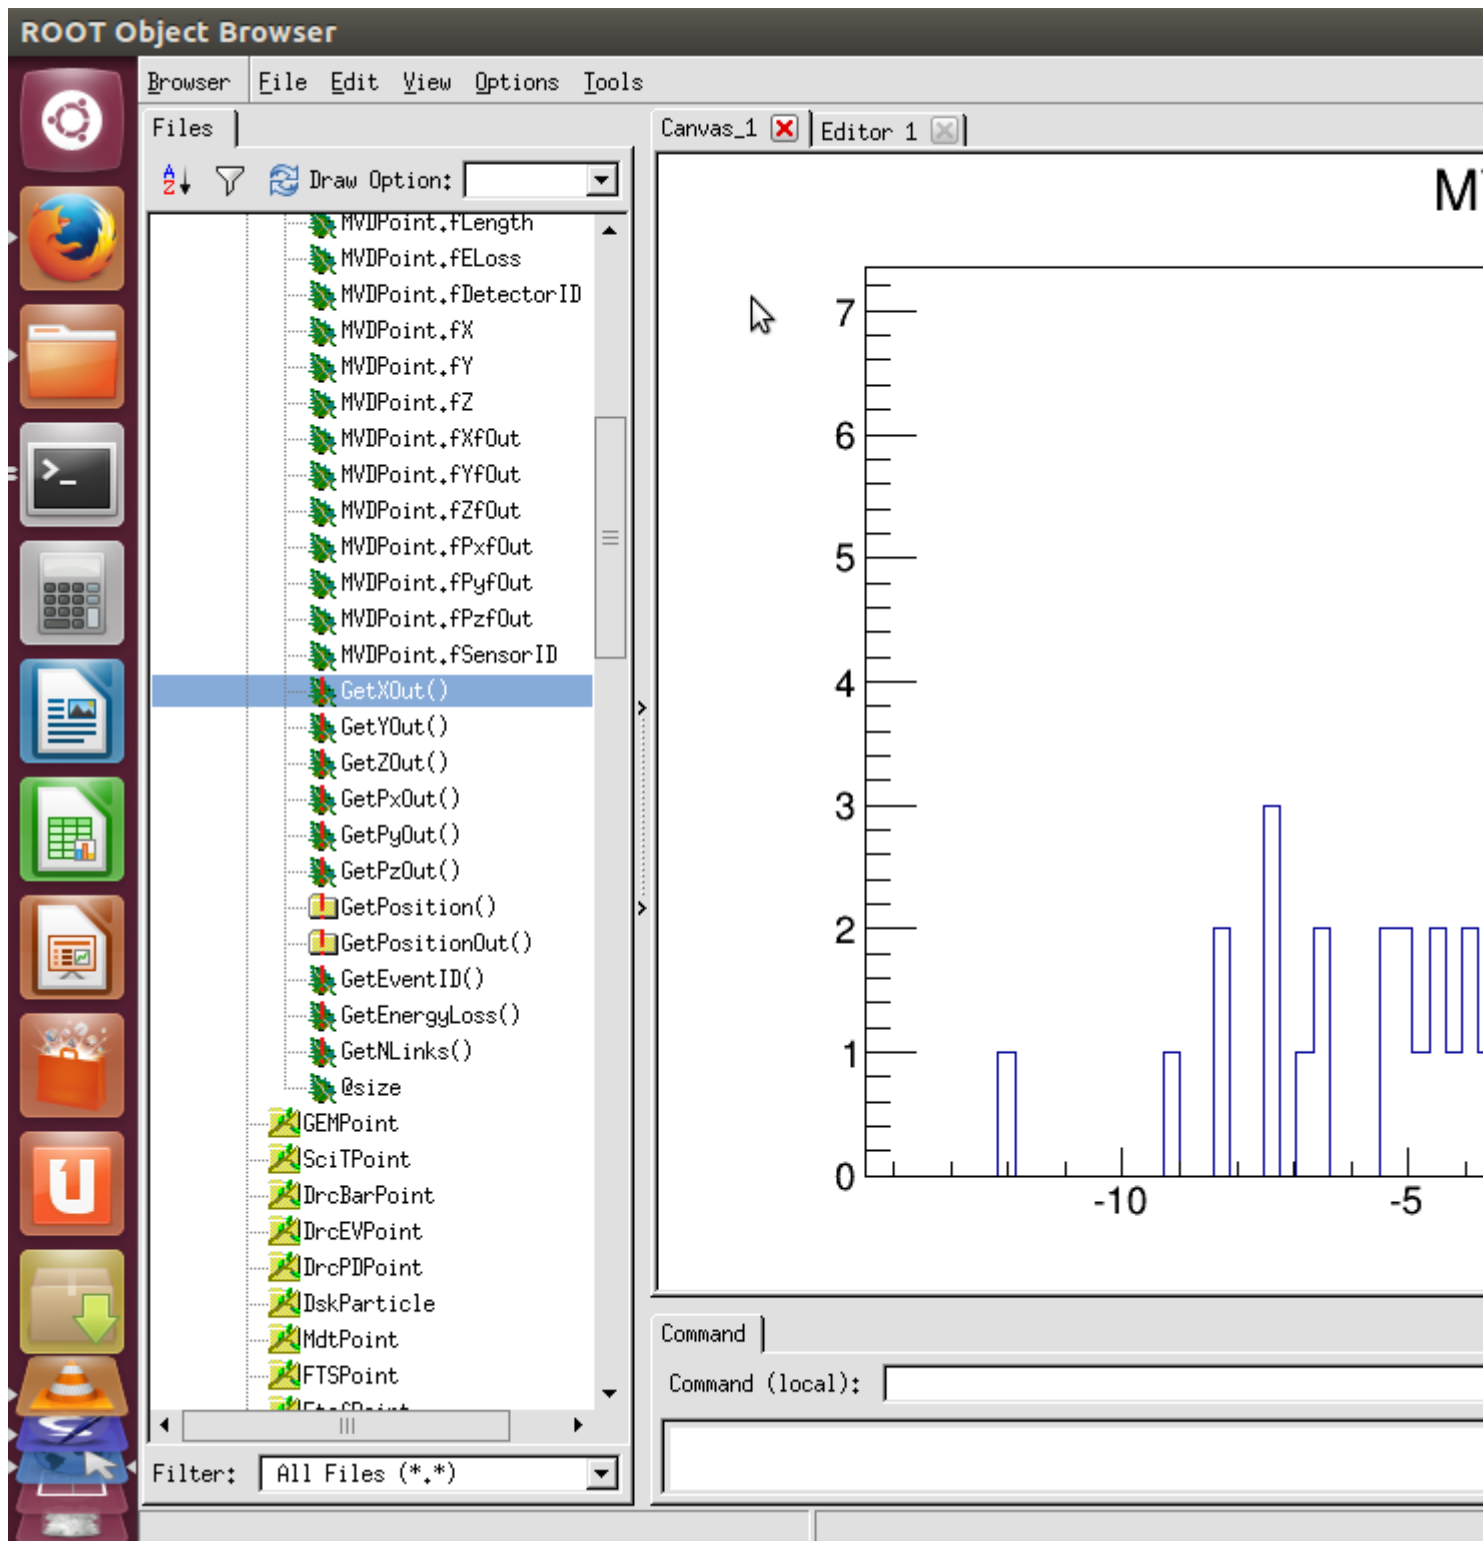 ROOT Object Browser
Browser File Edit View Options Tools
Files
Canvas_1 Editor 1
Draw Option:
MVDPoint.fLength
MVDPoint.fELoss
MVDPoint.fDetectorID
MVDPoint.fX
MVDPoint.fY
MVDPoint.fZ
MVDPoint.fXfOut
MVDPoint.fYfOut
MVDPoint.fZfOut
MVDPoint.fPxfOut
MVDPoint.fPyfOut
MVDPoint.fPzfOut
MVDPoint.fSensorID
GetXOut()
GetYOut()
GetZOut()
GetPxOut()
GetPyOut()
GetPzOut()
GetPosition()
GetPositionOut()
GetEventID()
GetEnergyLoss()
GetNLinks()
@size
GEMPoint
SciTPoint
DrcBarPoint
DrcEVPoint
DrcPDPoint
DskParticle
MdtPoint
FTSPoint
Filter: All Files (*.*)
7
6
5
4
3
2
1
0
-10 -5
Command
Command (local):